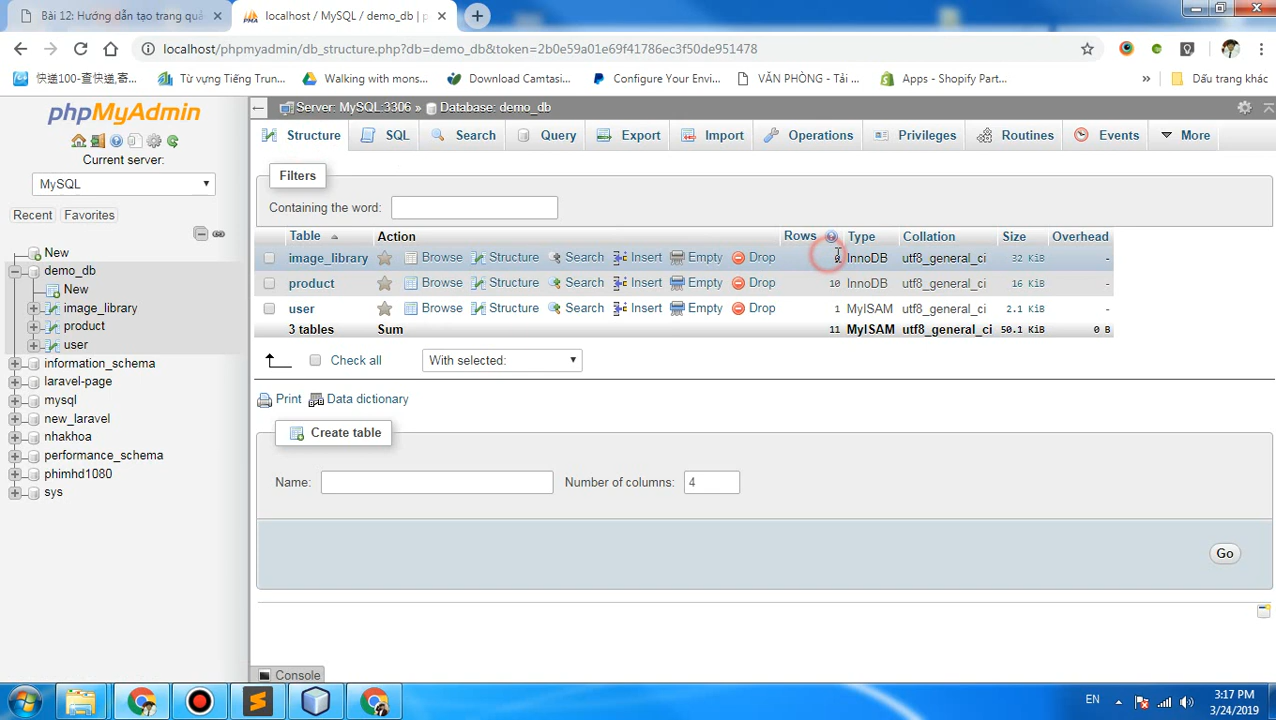 Bài 12: Hướng dẫn tạo trang quả
localhost / MySQL / demo_db | p
localhost/phpmyadmin/db_structure.php?db=demo_db&token=2b0e59a01e69f41786ec3f50de951478
快递100-查快递,寄... Từ vựng Tiếng Trun... Walking with mons... Download Camtasi... Configure Your Envi... VĂN PHÒNG - Tải ... Apps - Shopify Part... » Dấu trang khác
phpMyAdmin
Current server:
MySQL
Recent Favorites
New
demo_db
New
image_library
product
user
information_schema
laravel-page
mysql
new_laravel
nhakhoa
performance_schema
phimhd1080
sys
Server: MySQL:3306 » Database: demo_db
Structure SQL Search Query Export Import Operations Privileges Routines Events More
Filters
Containing the word:
Table Action Rows Type Collation Size Overhead
image_library Browse Structure Search Insert Empty Drop 0 InnoDB utf8_general_ci 32 KiB -
product Browse Structure Search Insert Empty Drop 10 InnoDB utf8_general_ci 16 KiB -
user Browse Structure Search Insert Empty Drop 1 MyISAM utf8_general_ci 2.1 KiB -
3 tables Sum 11 MyISAM utf8_general_ci 50.1 KiB 0 B
Check all With selected:
Print Data dictionary
Create table
Name: Number of columns: 4
Go
Console
EN
3:17 PM
3/24/2019